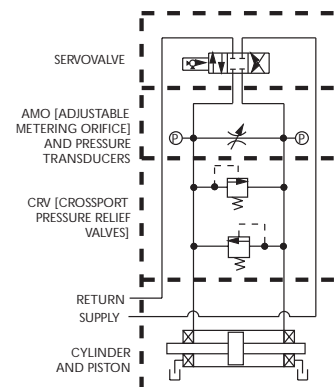 SERVOVALVE
AMO [ADJUSTABLE
METERING ORIFICE]
AND PRESSURE
TRANSDUCERS
P
P
CRV [CROSSPORT
PRESSURE RELIEF
VALVES]
RETURN
SUPPLY
CYLINDER
AND PISTON